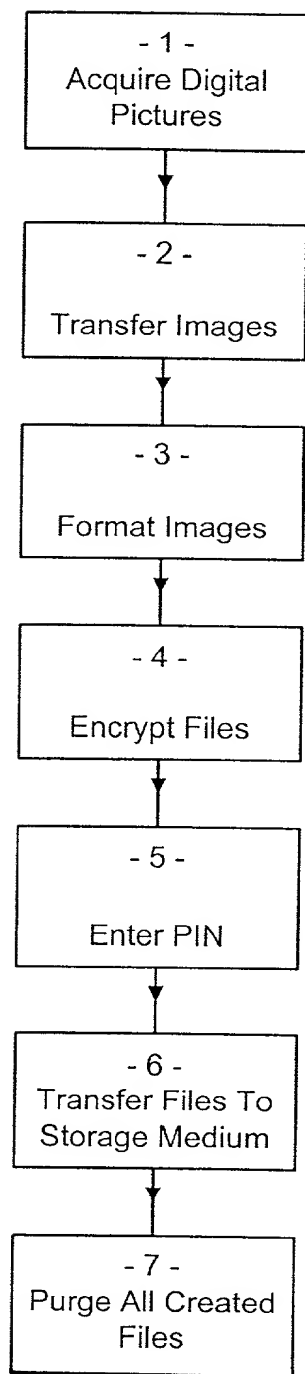 - 1 -
Acquire Digital
Pictures
- 2 -
Transfer Images
- 3 -
Format Images
- 4 -
Encrypt Files
- 5 -
Enter PIN
- 6 -
Transfer Files To
Storage Medium
- 7 -
Purge All Created
Files